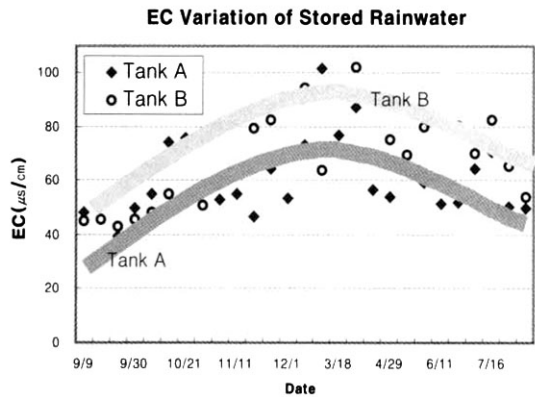 EC Variation of Stored Rainwater
Tank A
Tank B
EC(μs/cm)
100
80
60
40
20
0
Tank B
Tank A
9/9 9/30 10/21 11/11 12/1 3/18 4/29 6/11 7/16
Date